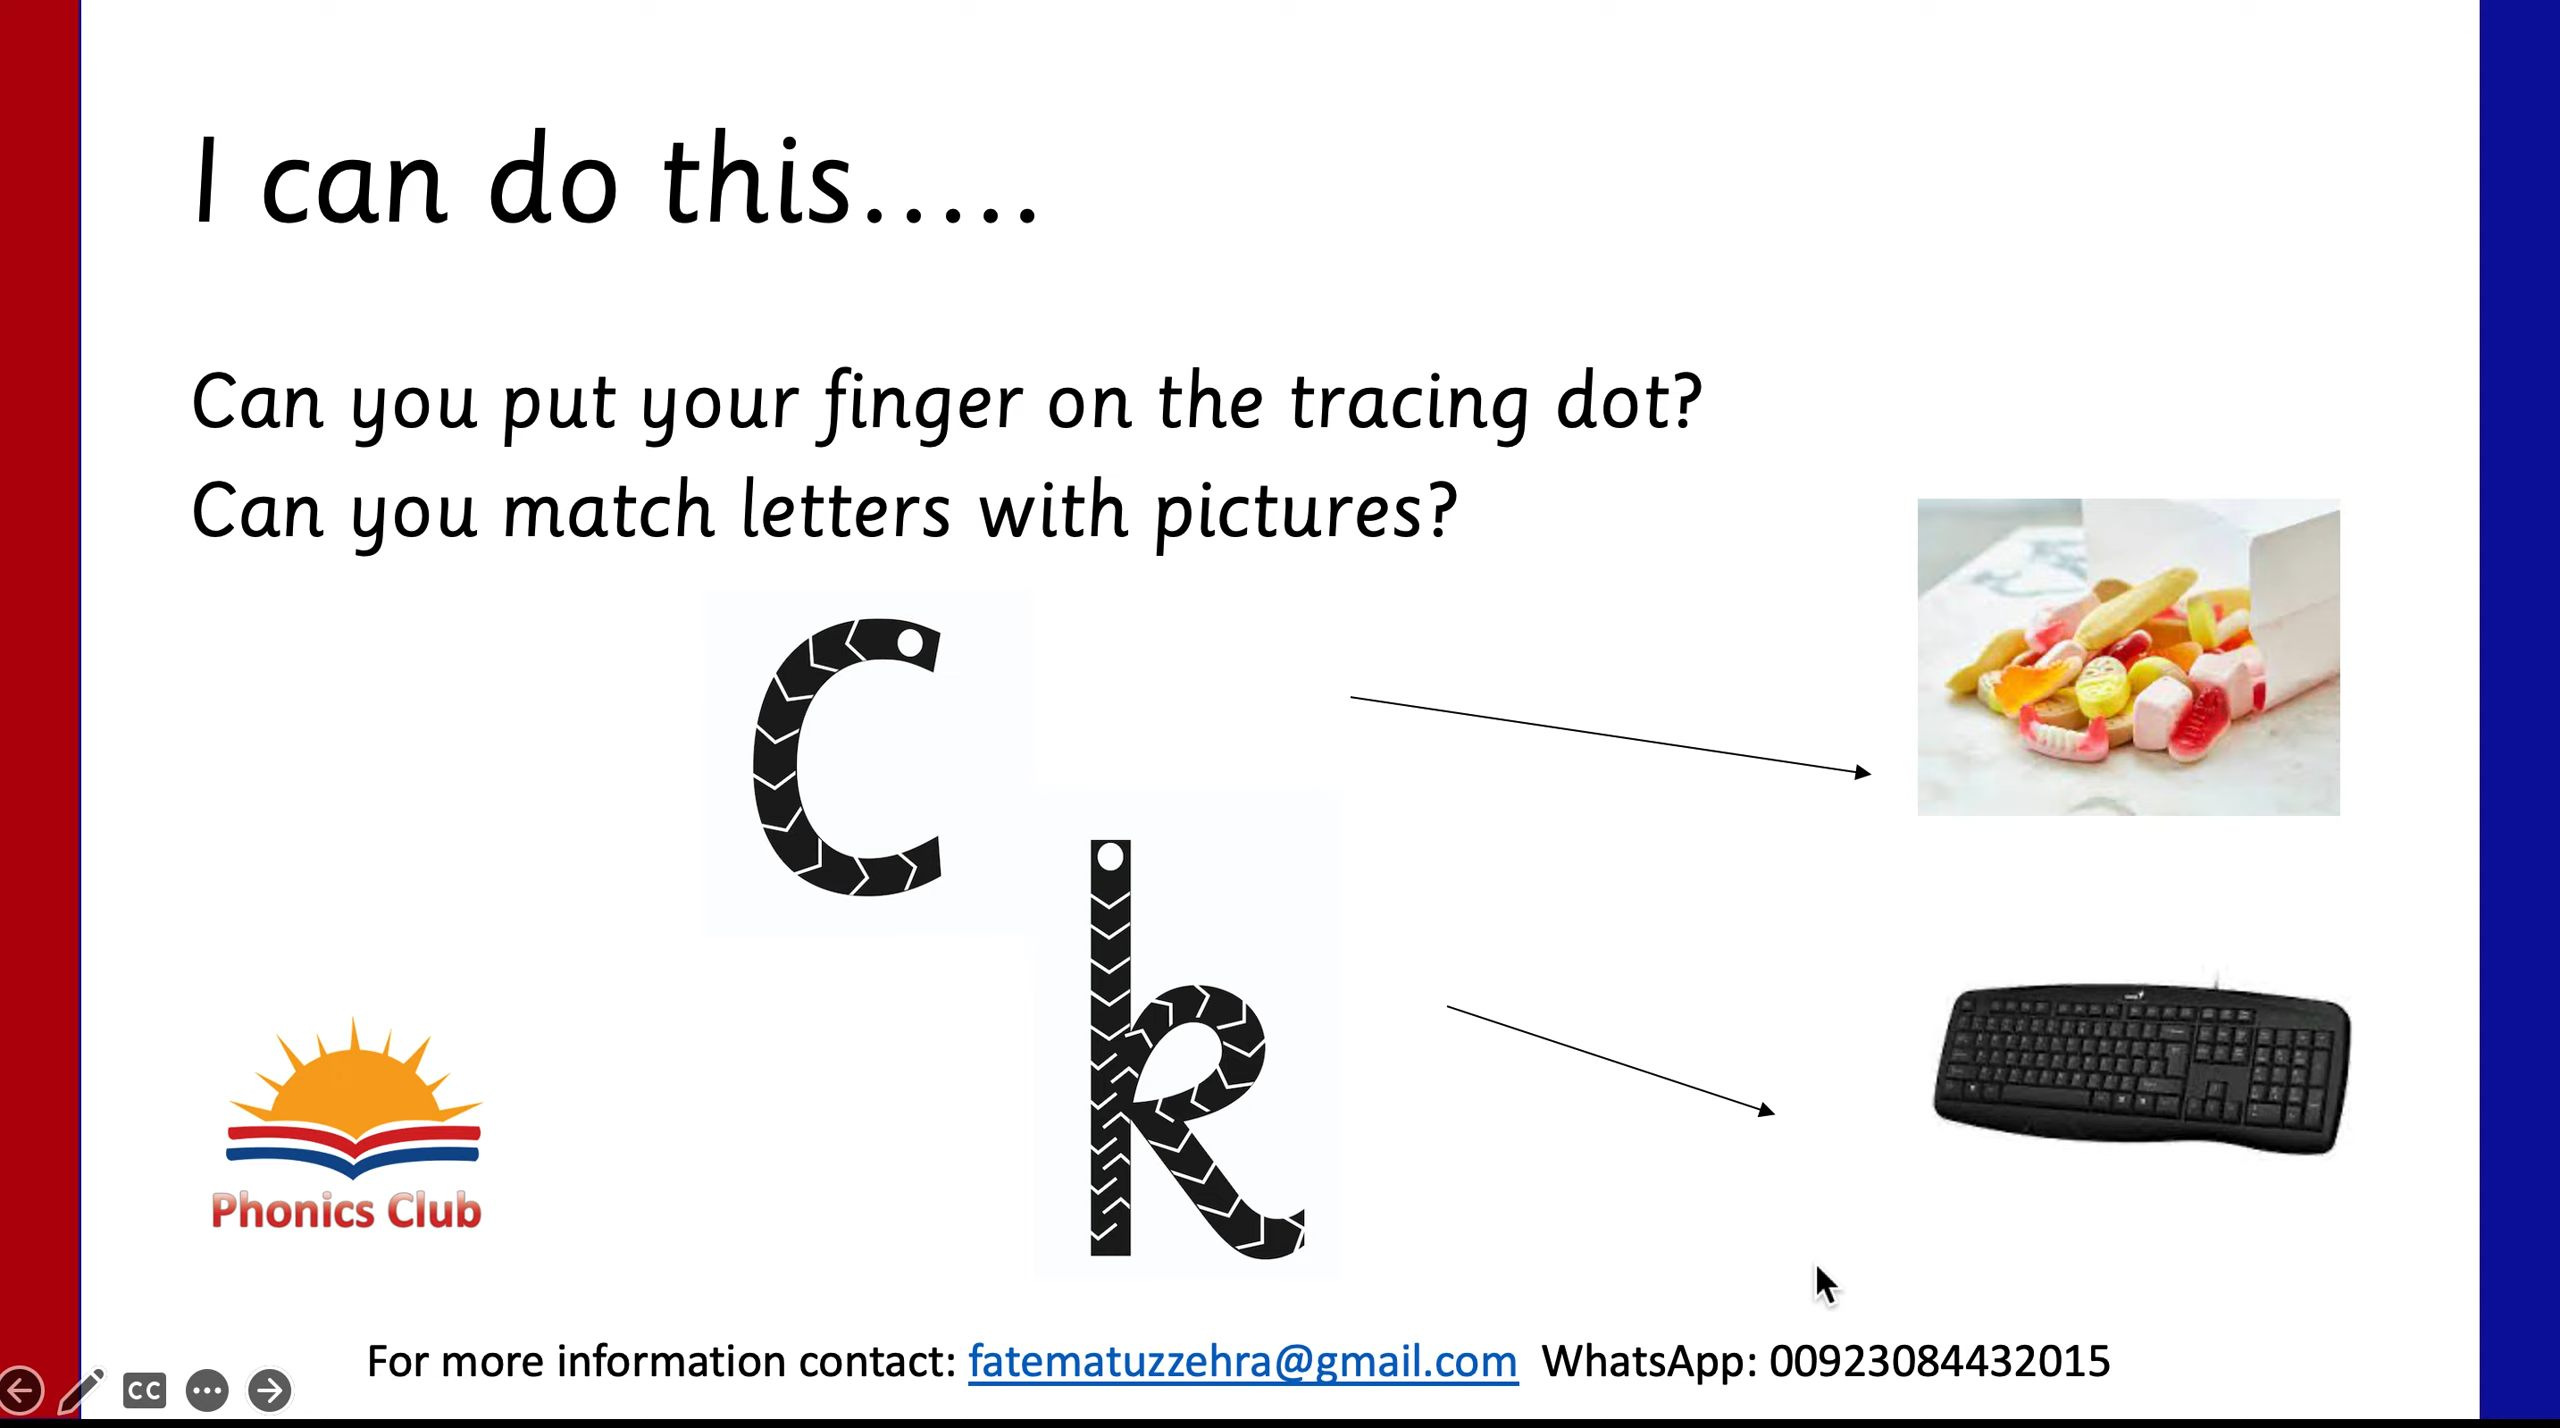 I can do this.....
Can you put your finger on the tracing dot?
Can you match letters with pictures?
c
k
Phonics Club
For more information contact: fatematuzzehra@gmail.com WhatsApp: 00923084432015
CC